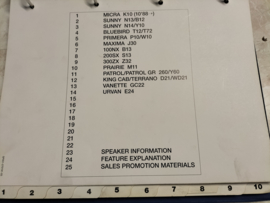 1 MICRA K10 (10'88 →)
2 SUNNY N13/B12
3 SUNNY N14/Y10
4 BLUEBIRD T12/T72
5 PRIMERA P10/W10
6 MAXIMA J30
7 100NX B13
8 200SX S13
9 300ZX Z32
10 PRAIRIE M11
11 PATROL/PATROL GR 260/Y60
12 KING CAB/TERRANO D21/WD21
13 VANETTE GC22
14 URVAN E24
15
16
17
18
19
20
21
22
23 SPEAKER INFORMATION
24 FEATURE EXPLANATION
25 SALES PROMOTION MATERIALS
1 2 3 4 5 6 7 8 9 10